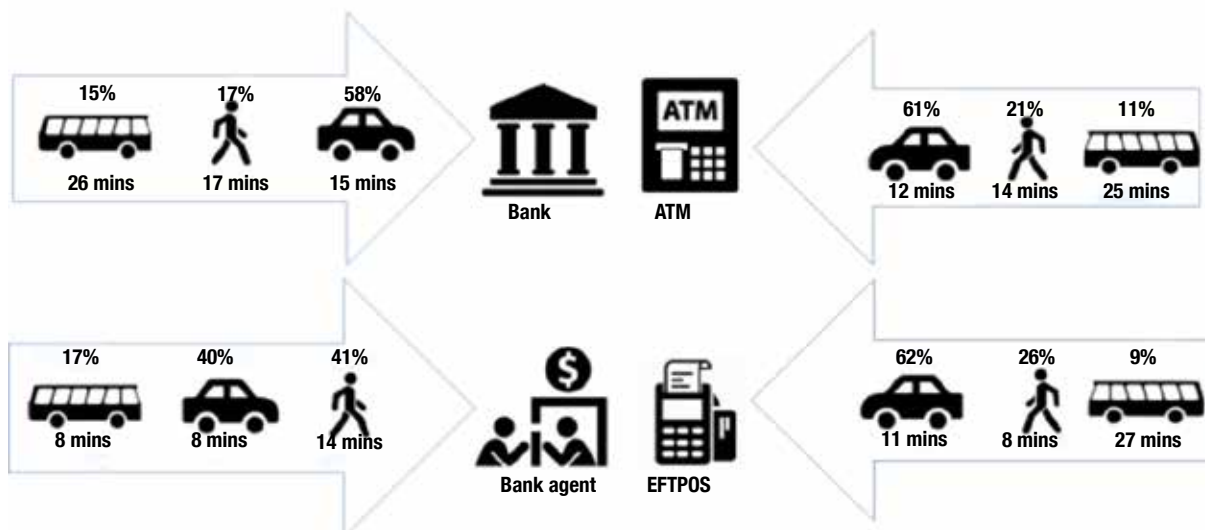 15% 17% 58%
26 mins 17 mins 15 mins
Bank
ATM
ATM
61% 21% 11%
12 mins 14 mins 25 mins
17% 40% 41%
8 mins 8 mins 14 mins
$
Bank agent
EFTPOS
62% 26% 9%
11 mins 8 mins 27 mins